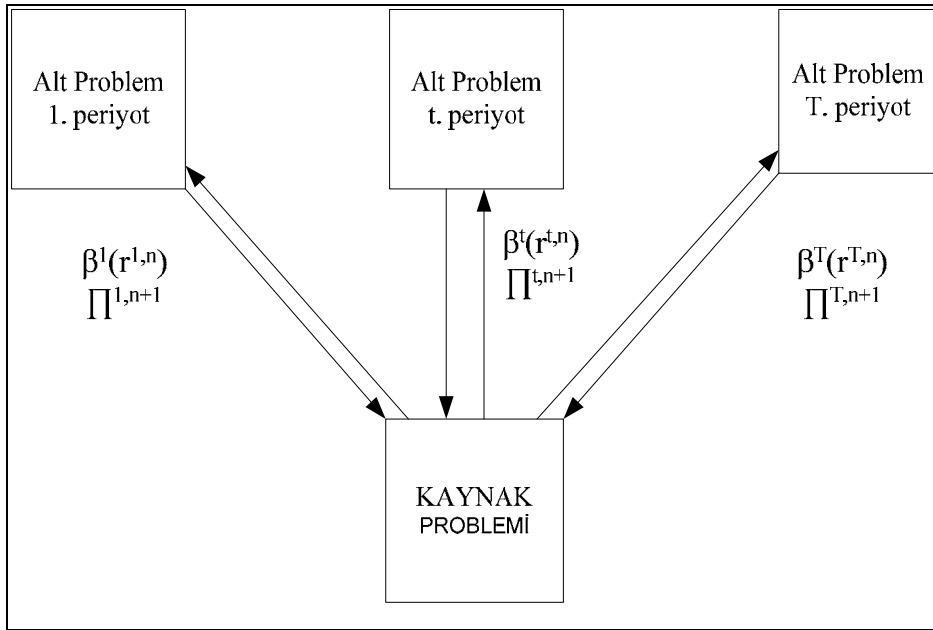 Alt Problem
1. periyot
Alt Problem
t. periyot
Alt Problem
T. periyot
β¹(r¹,ⁿ)
∏¹,ⁿ⁺¹
βᵗ(rᵗ,ⁿ)
∏ᵗ,ⁿ⁺¹
βᵀ(rᵀ,ⁿ)
∏ᵀ,ⁿ⁺¹
KAYNAK
PROBLEMİ